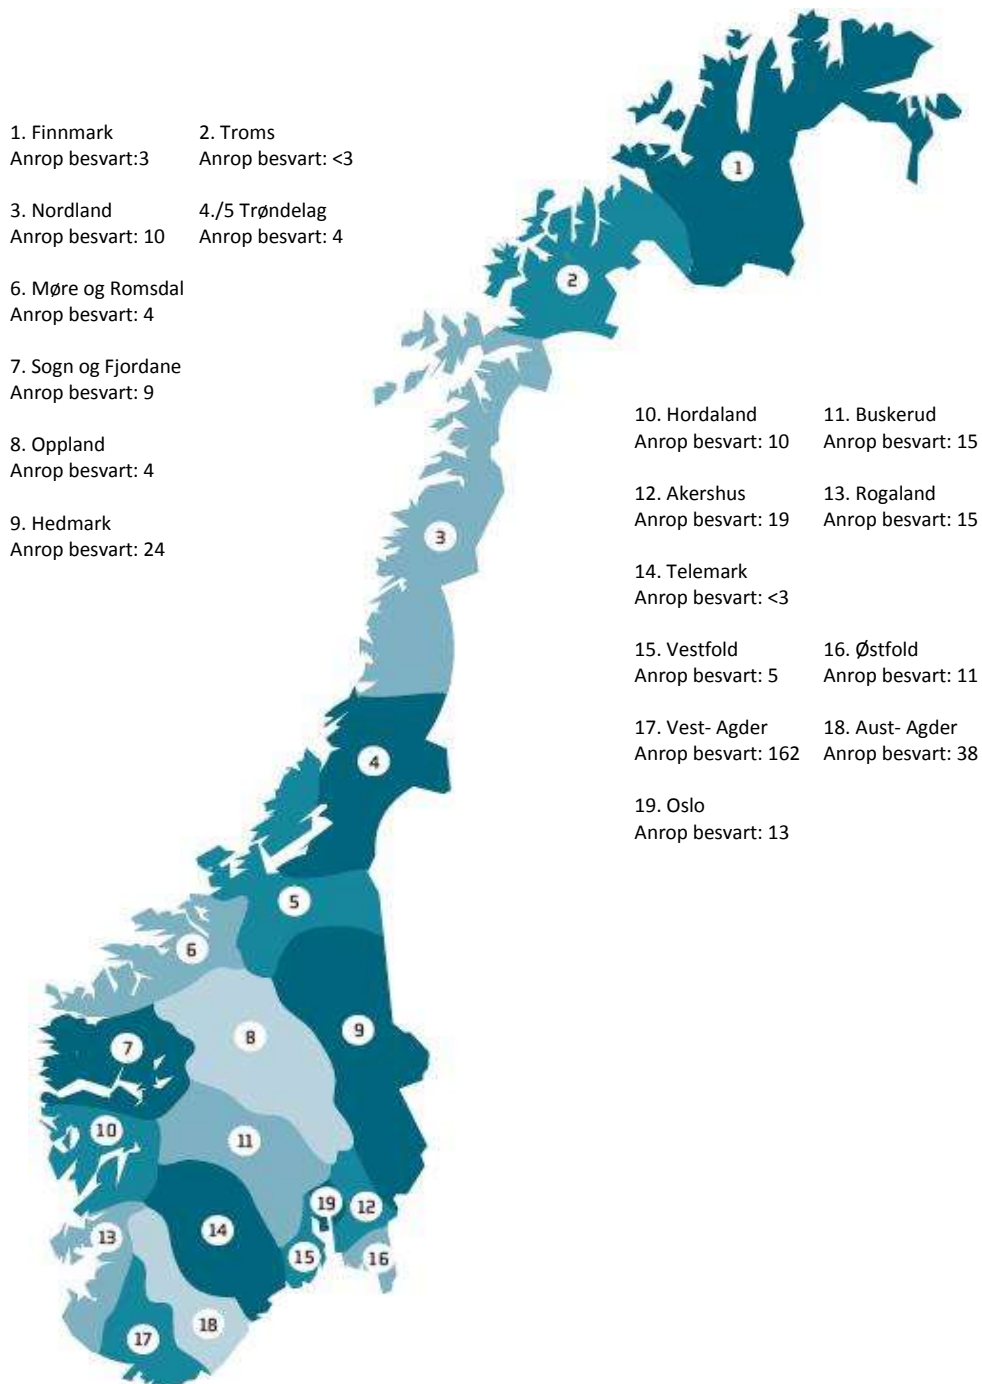 1. Finnmark
Anrop besvart:3
2. Troms
Anrop besvart: <3
3. Nordland
Anrop besvart: 10
4./5 Trøndelag
Anrop besvart: 4
6. Møre og Romsdal
Anrop besvart: 4
7. Sogn og Fjordane
Anrop besvart: 9
8. Oppland
Anrop besvart: 4
9. Hedmark
Anrop besvart: 24
10. Hordaland
Anrop besvart: 10
11. Buskerud
Anrop besvart: 15
12. Akershus
Anrop besvart: 19
13. Rogaland
Anrop besvart: 15
14. Telemark
Anrop besvart: <3
15. Vestfold
Anrop besvart: 5
16. Østfold
Anrop besvart: 11
17. Vest- Agder
Anrop besvart: 162
18. Aust- Agder
Anrop besvart: 38
19. Oslo
Anrop besvart: 13
1
2
3
4
5
6
7
8
9
10
11
12
13
14
15
16
17
18
19